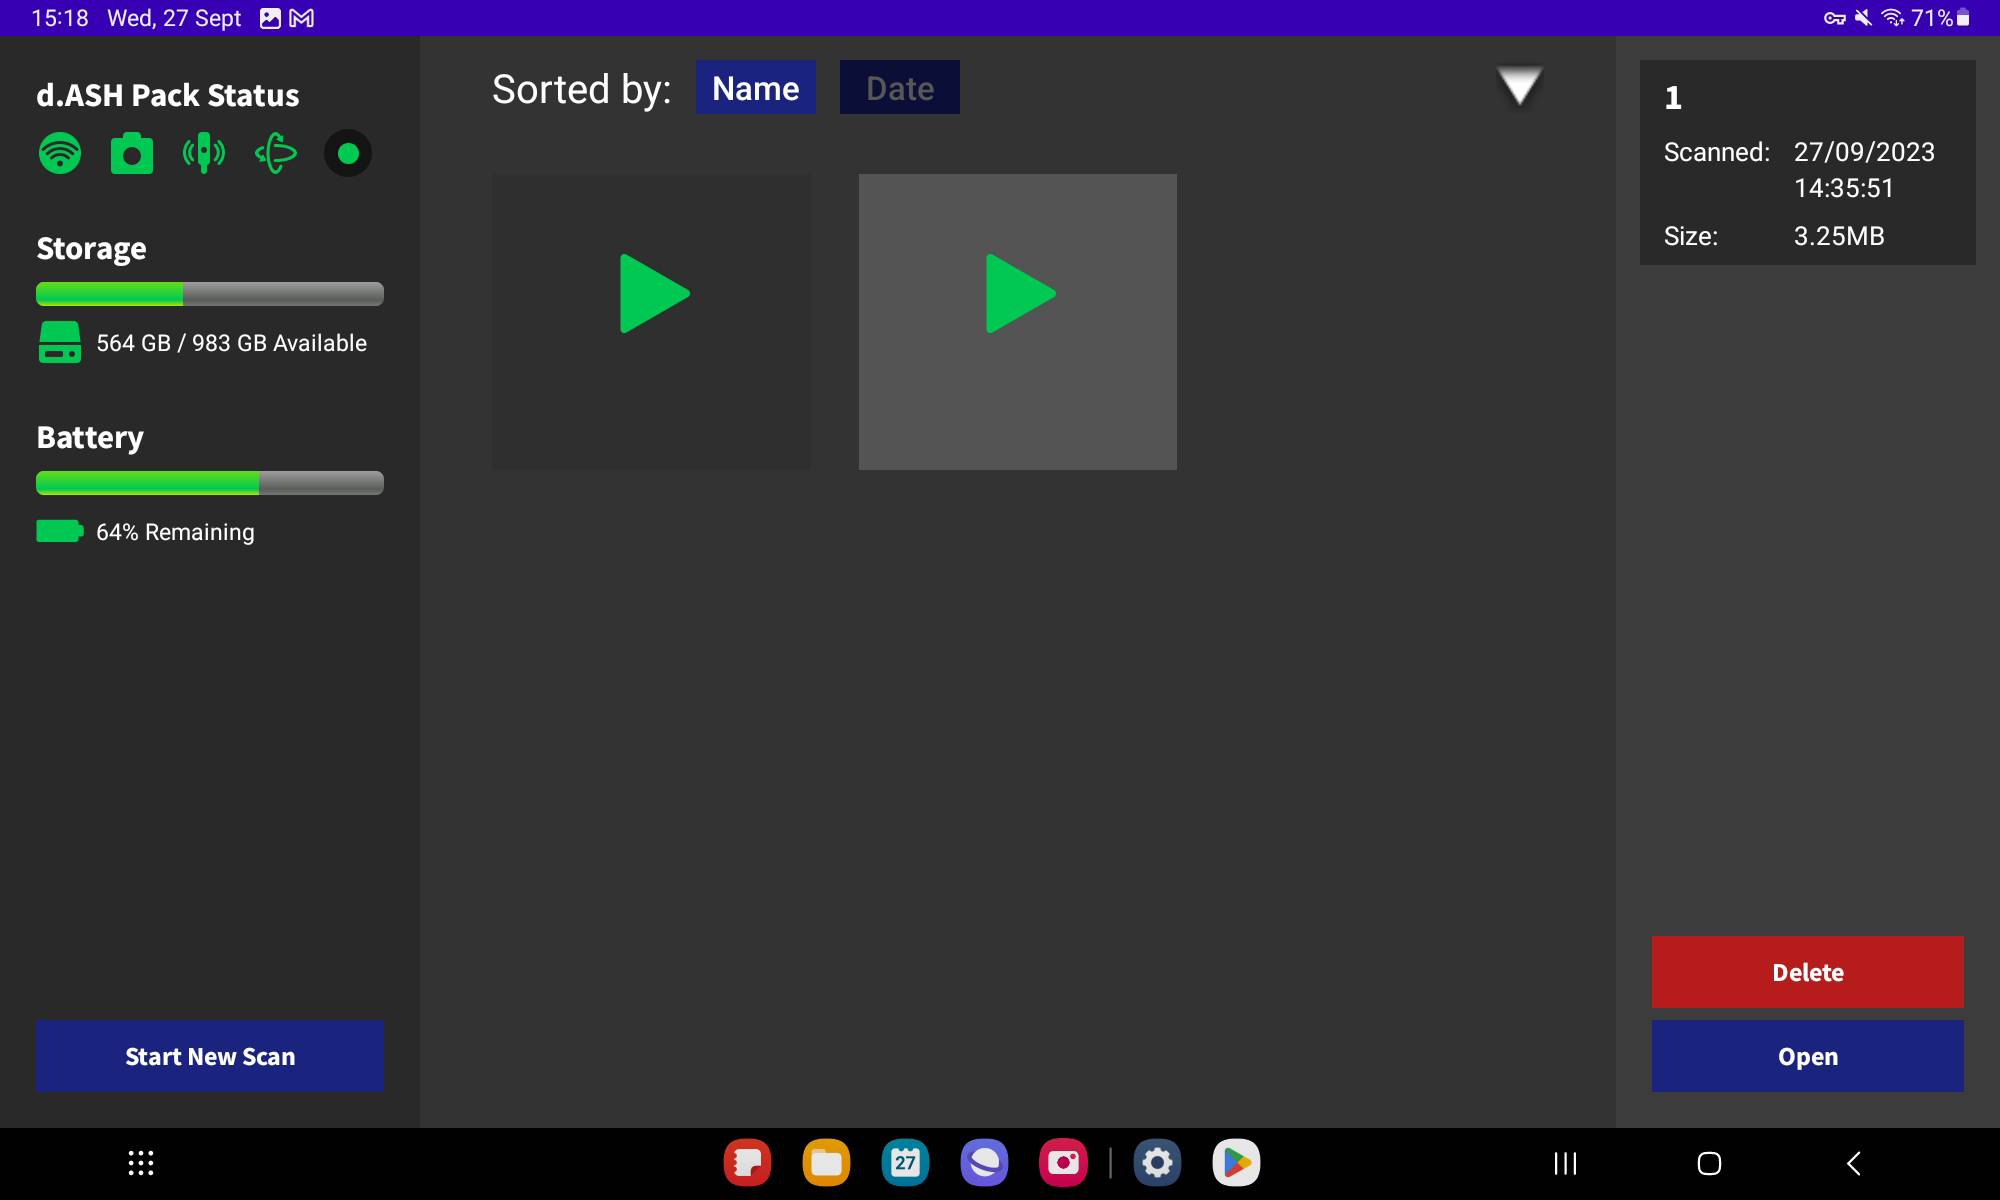 15:18 Wed, 27 Sept
71%
d.ASH Pack Status
Storage
564 GB / 983 GB Available
Battery
64% Remaining
Start New Scan
Sorted by: Name Date
1
Scanned: 27/09/2023
14:35:51
Size: 3.25MB
Delete
Open
27